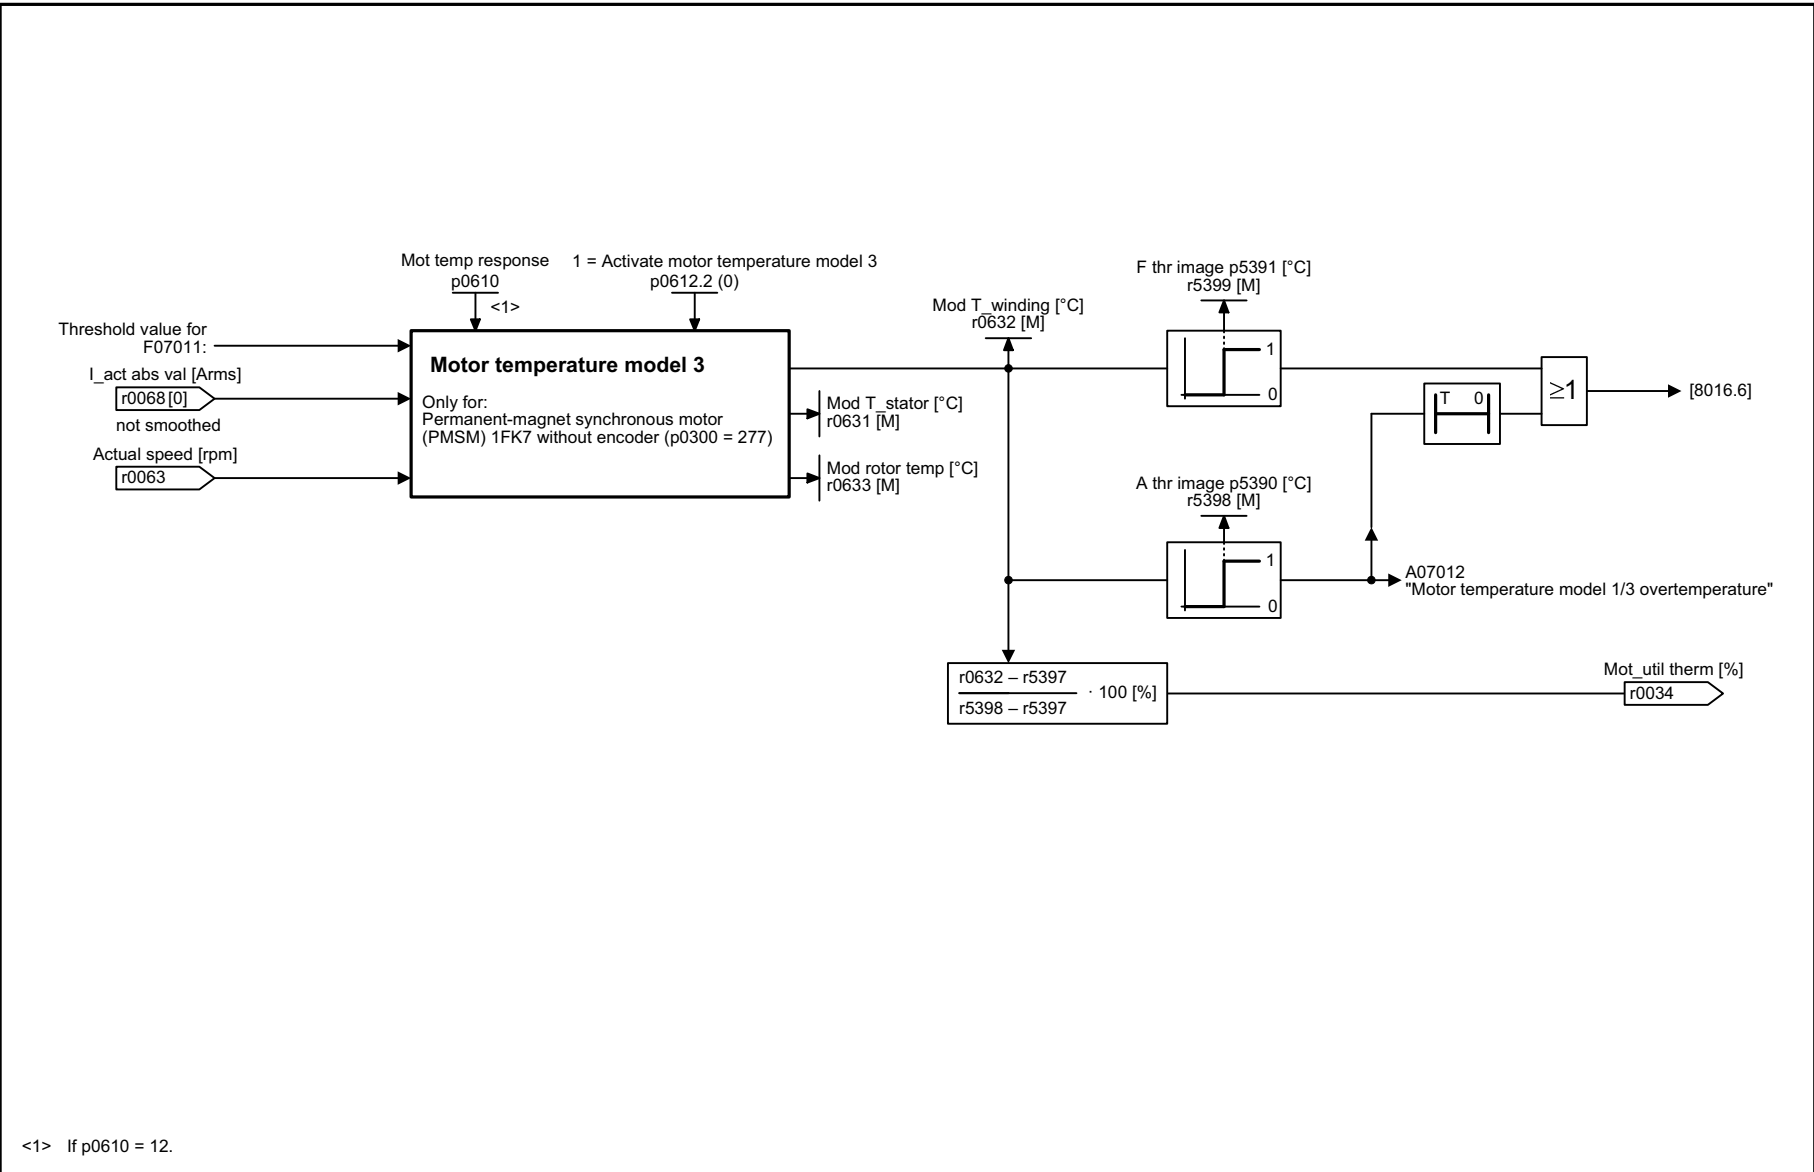 Mot temp response
p0610
<1>
1 = Activate motor temperature model 3
p0612.2 (0)
Threshold value for
F07011:
I_act abs val [Arms]
r0068 [0]
not smoothed
Actual speed [rpm]
r0063
Motor temperature model 3
Only for:
Permanent-magnet synchronous motor
(PMSM) 1FK7 without encoder (p0300 = 277)
Mod T_stator [°C]
r0631 [M]
Mod rotor temp [°C]
r0633 [M]
Mod T_winding [°C]
r0632 [M]
F thr image p5391 [°C]
r5399 [M]
1
0
A thr image p5390 [°C]
r5398 [M]
1
0
T 0
≥1
[8016.6]
A07012
"Motor temperature model 1/3 overtemperature"
r0632 – r5397
r5398 – r5397
· 100 [%]
Mot_util therm [%]
r0034
<1> If p0610 = 12.